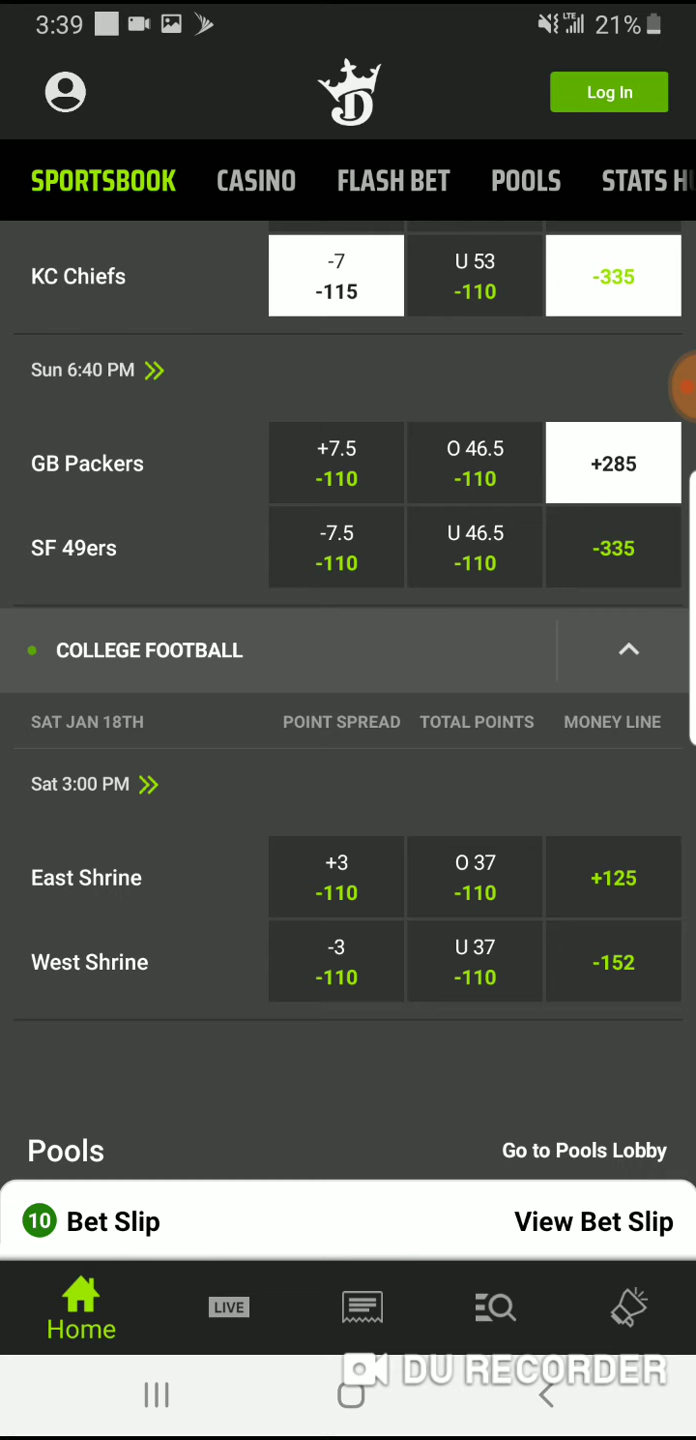 3:39 LTE 21%
Log In
SPORTSBOOK CASINO FLASH BET POOLS STATS H
KC Chiefs -7 -115 U 53 -110 -335
Sun 6:40 PM
GB Packers +7.5 -110 O 46.5 -110 +285
SF 49ers -7.5 -110 U 46.5 -110 -335
COLLEGE FOOTBALL
SAT JAN 18TH POINT SPREAD TOTAL POINTS MONEY LINE
Sat 3:00 PM
East Shrine +3 -110 O 37 -110 +125
West Shrine -3 -110 U 37 -110 -152
Pools Go to Pools Lobby
10 Bet Slip View Bet Slip
LIVE
Home
DU RECORDER